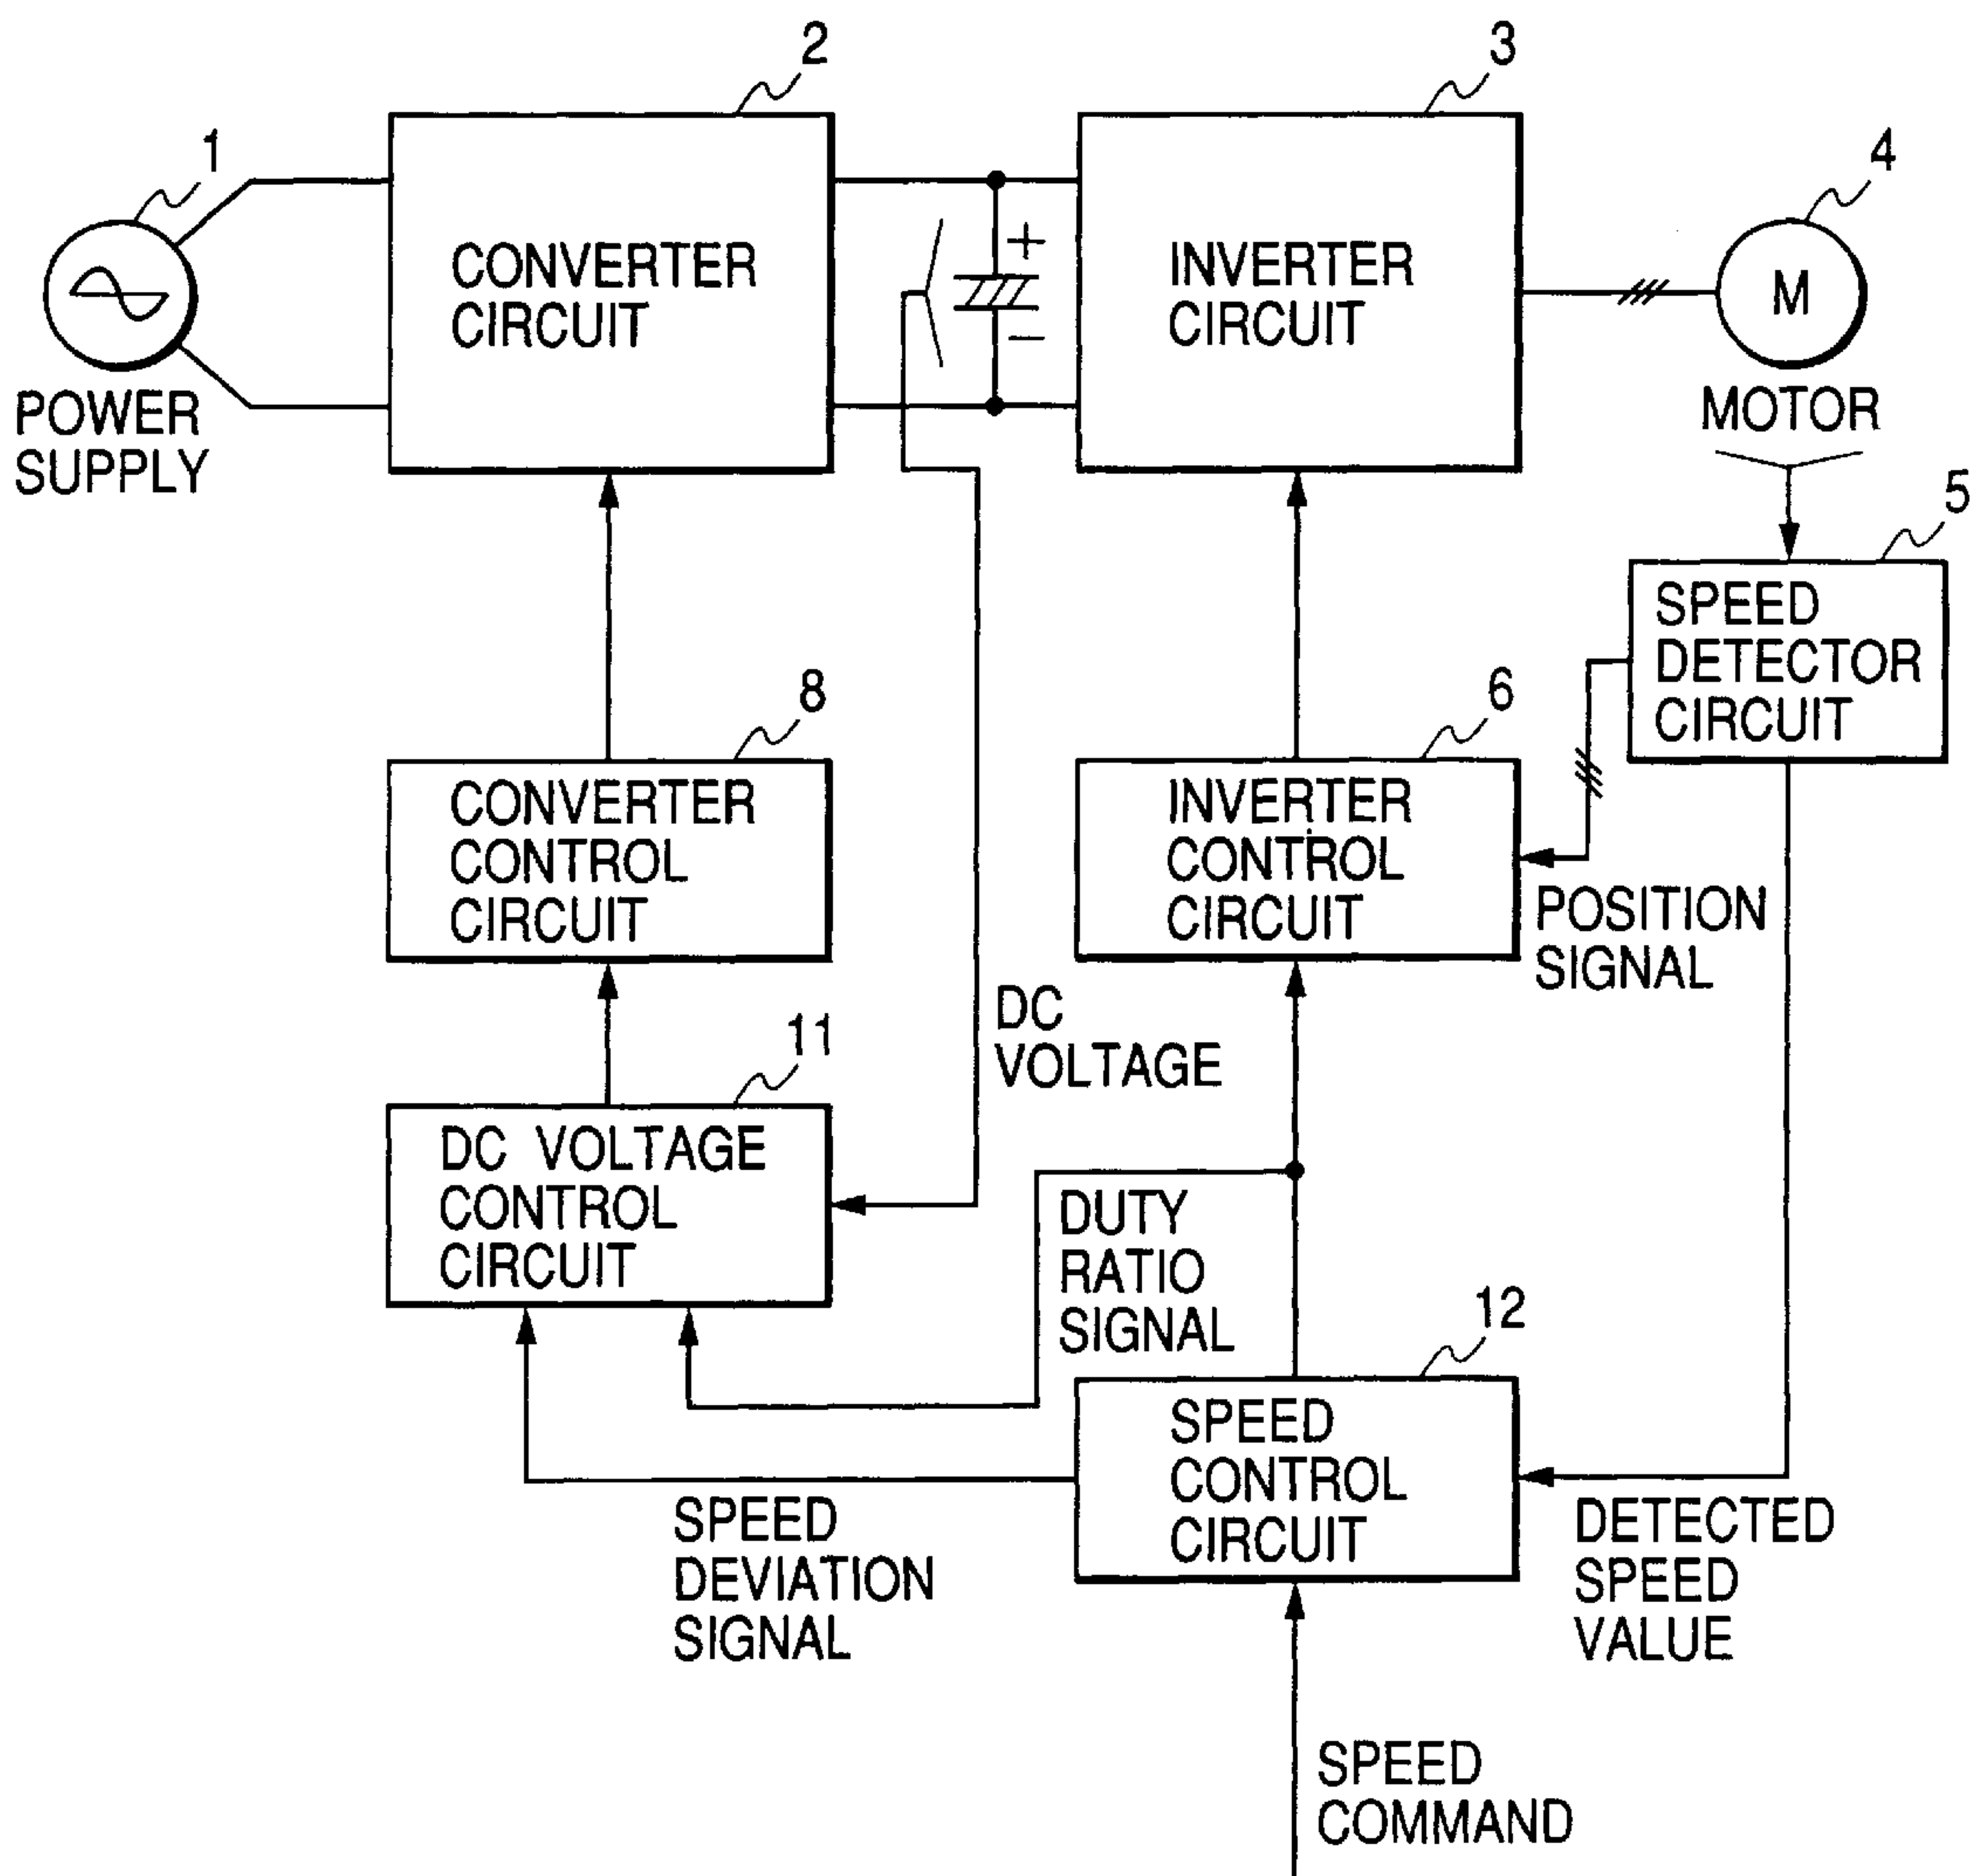 2
3
1
4
CONVERTER
CIRCUIT
+
−
INVERTER
CIRCUIT
M
POWER
SUPPLY
MOTOR
5
SPEED
DETECTOR
CIRCUIT
8
6
CONVERTER
CONTROL
CIRCUIT
INVERTER
CONTROL
CIRCUIT
POSITION
SIGNAL
DC
VOLTAGE
11
DC VOLTAGE
CONTROL
CIRCUIT
DUTY
RATIO
SIGNAL
12
SPEED
CONTROL
CIRCUIT
SPEED
DEVIATION
SIGNAL
DETECTED
SPEED
VALUE
SPEED
COMMAND